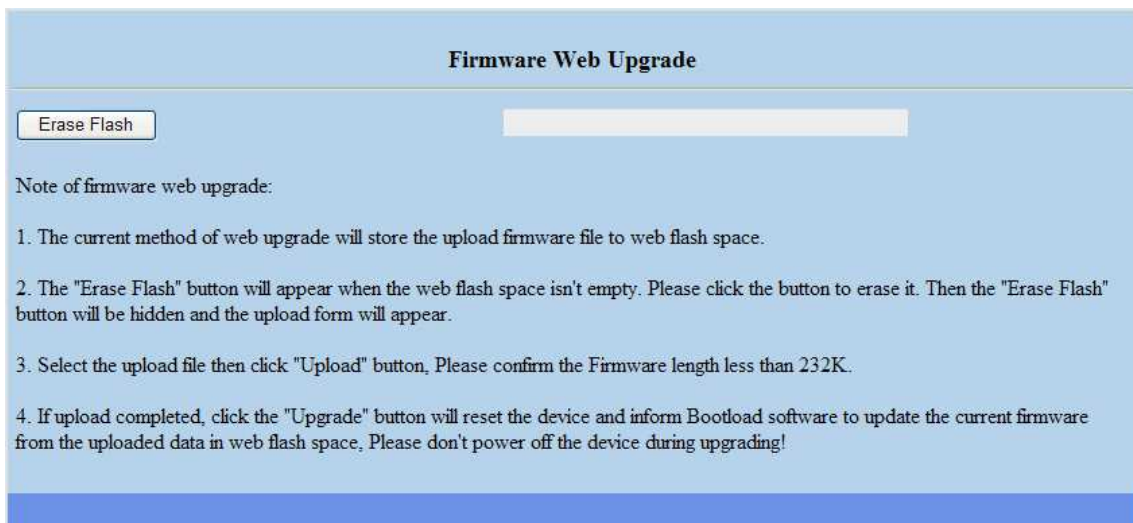 Firmware Web Upgrade
Erase Flash
Note of firmware web upgrade:
1. The current method of web upgrade will store the upload firmware file to web flash space.
2. The "Erase Flash" button will appear when the web flash space isn't empty. Please click the button to erase it. Then the "Erase Flash"
button will be hidden and the upload form will appear.
3. Select the upload file then click "Upload" button, Please confirm the Firmware length less than 232K.
4. If upload completed, click the "Upgrade" button will reset the device and inform Bootload software to update the current firmware
from the uploaded data in web flash space, Please don't power off the device during upgrading!